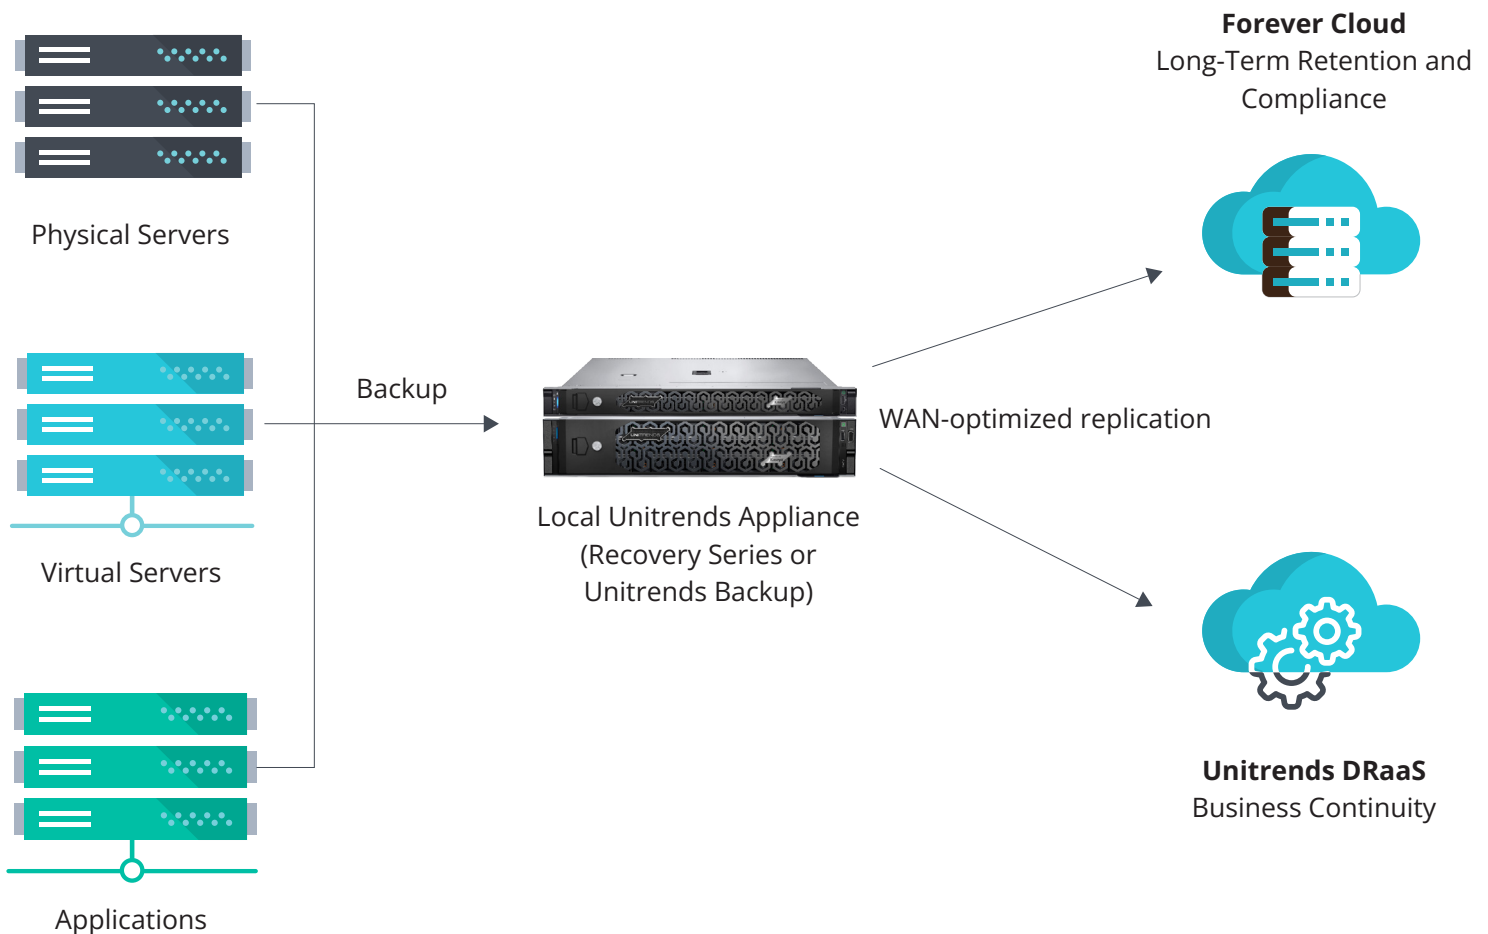 Forever Cloud
Long-Term Retention and
Compliance
Physical Servers
Backup
WAN-optimized replication
Local Unitrends Appliance
(Recovery Series or
Unitrends Backup)
Virtual Servers
Unitrends DRaaS
Business Continuity
Applications